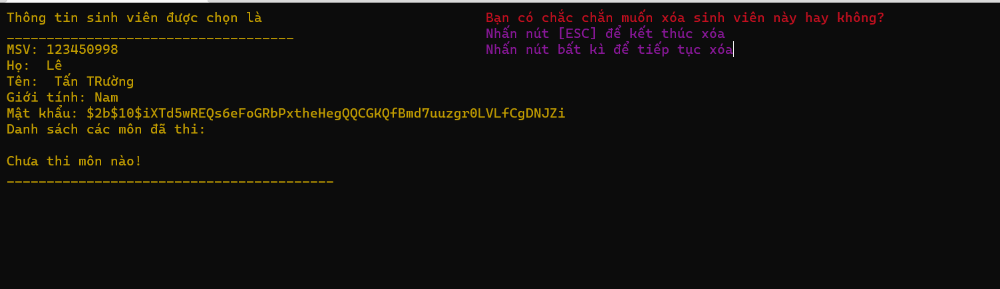 Thông tin sinh viên được chọn là
____________________________________
MSV: 123450998
Họ:  Lê
Tên:  Tấn TRường
Giới tính: Nam
Mật khẩu: $2b$10$iXTd5wREQs6eFoGRbPxtheHegQQCGKQfBmd7uuzgr0LVLfCgDNJZi
Danh sách các môn đã thi:
Chưa thi môn nào!
_________________________________________
Bạn có chắc chắn muốn xóa sinh viên này hay không?
Nhấn nút [ESC] để kết thúc xóa
Nhấn nút bất kì để tiếp tục xóa